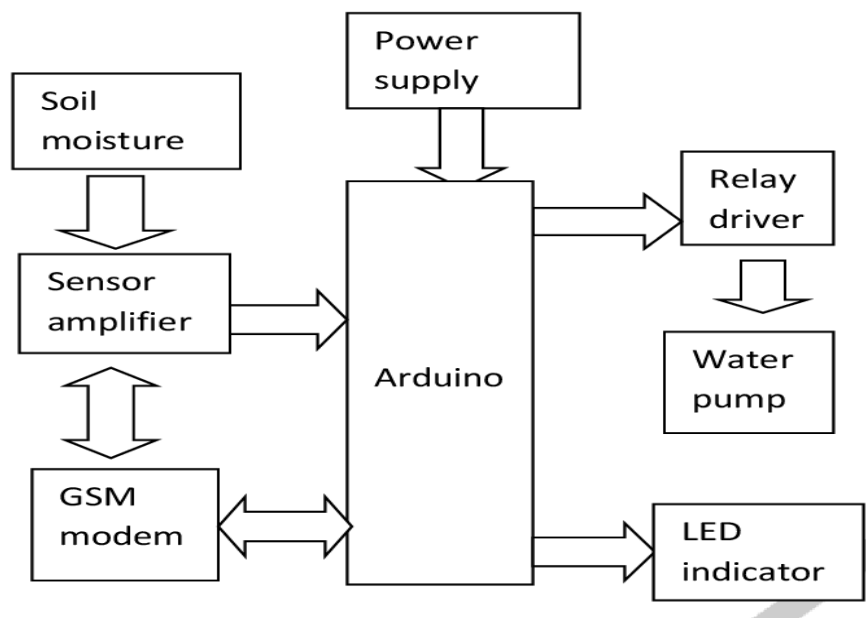 Power
supply
Soil
moisture
Relay
driver
Sensor
amplifier
Arduino
Water
pump
GSM
modem
LED
indicator